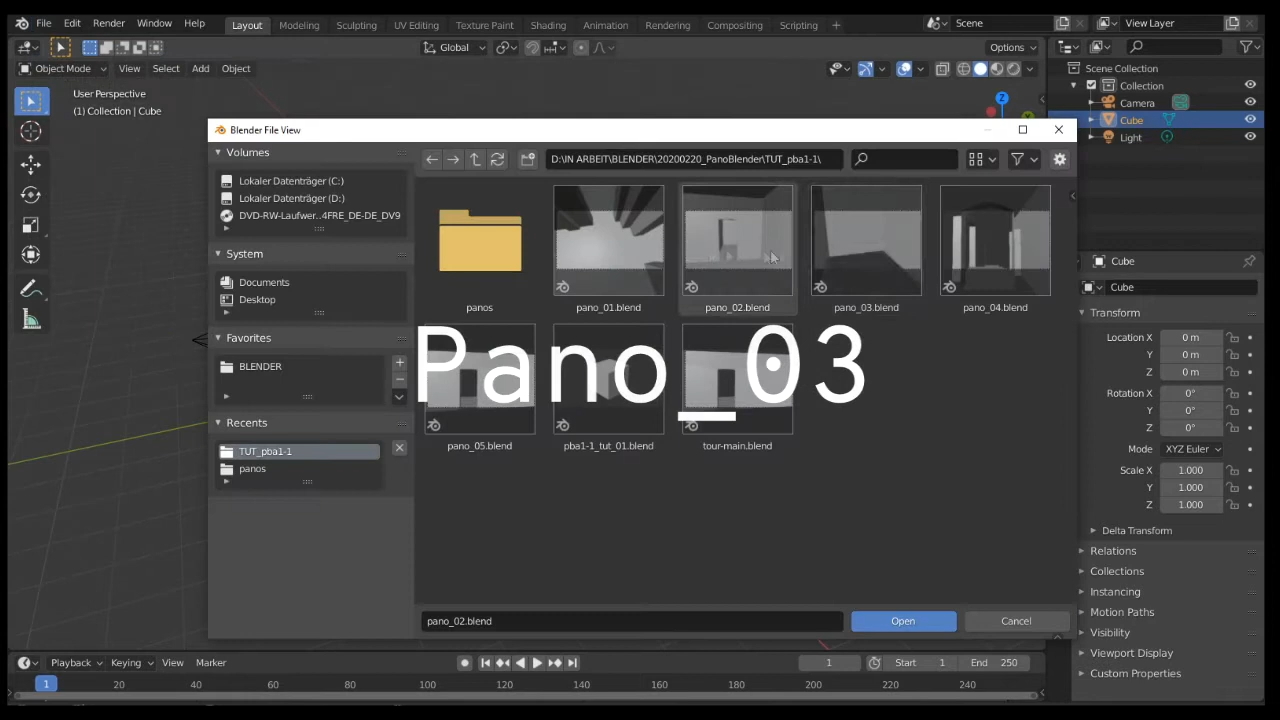 File Edit Render Window Help Layout Modeling Sculpting UV Editing Texture Paint Shading Animation Rendering Compositing Scripting + Scene View Layer
Global Options
Object Mode View Select Add Object Scene Collection
User Perspective
(1) Collection | Cube
Z
Collection
Camera
Cube
Light
Blender File View
Volumes
Lokaler Datenträger (C:)
Lokaler Datenträger (D:)
DVD-RW-Laufwer..4FRE_DE-DE_DV9
System
Documents
Desktop
Favorites
BLENDER
Recents
TUT_pba1-1
panos
D:\IN ARBEIT\BLENDER\20200220_PanoBlender\TUT_pba1-1\
panos pano_01.blend pano_02.blend pano_03.blend pano_04.blend
Pano_03
pano_05.blend pba1-1_tut_01.blend tour-main.blend
pano_02.blend Open Cancel
Cube
Cube
Transform
Location X 0 m
Y 0 m
Z 0 m
Rotation X 0°
Y 0°
Z 0°
Mode XYZ Euler
Scale X 1.000
Y 1.000
Z 1.000
Delta Transform
Relations
Collections
Instancing
Motion Paths
Visibility
Viewport Display
Custom Properties
Playback Keying View Marker 1 Start 1 End 250
1 20 40 60 80 100 120 140 160 180 200 220 240